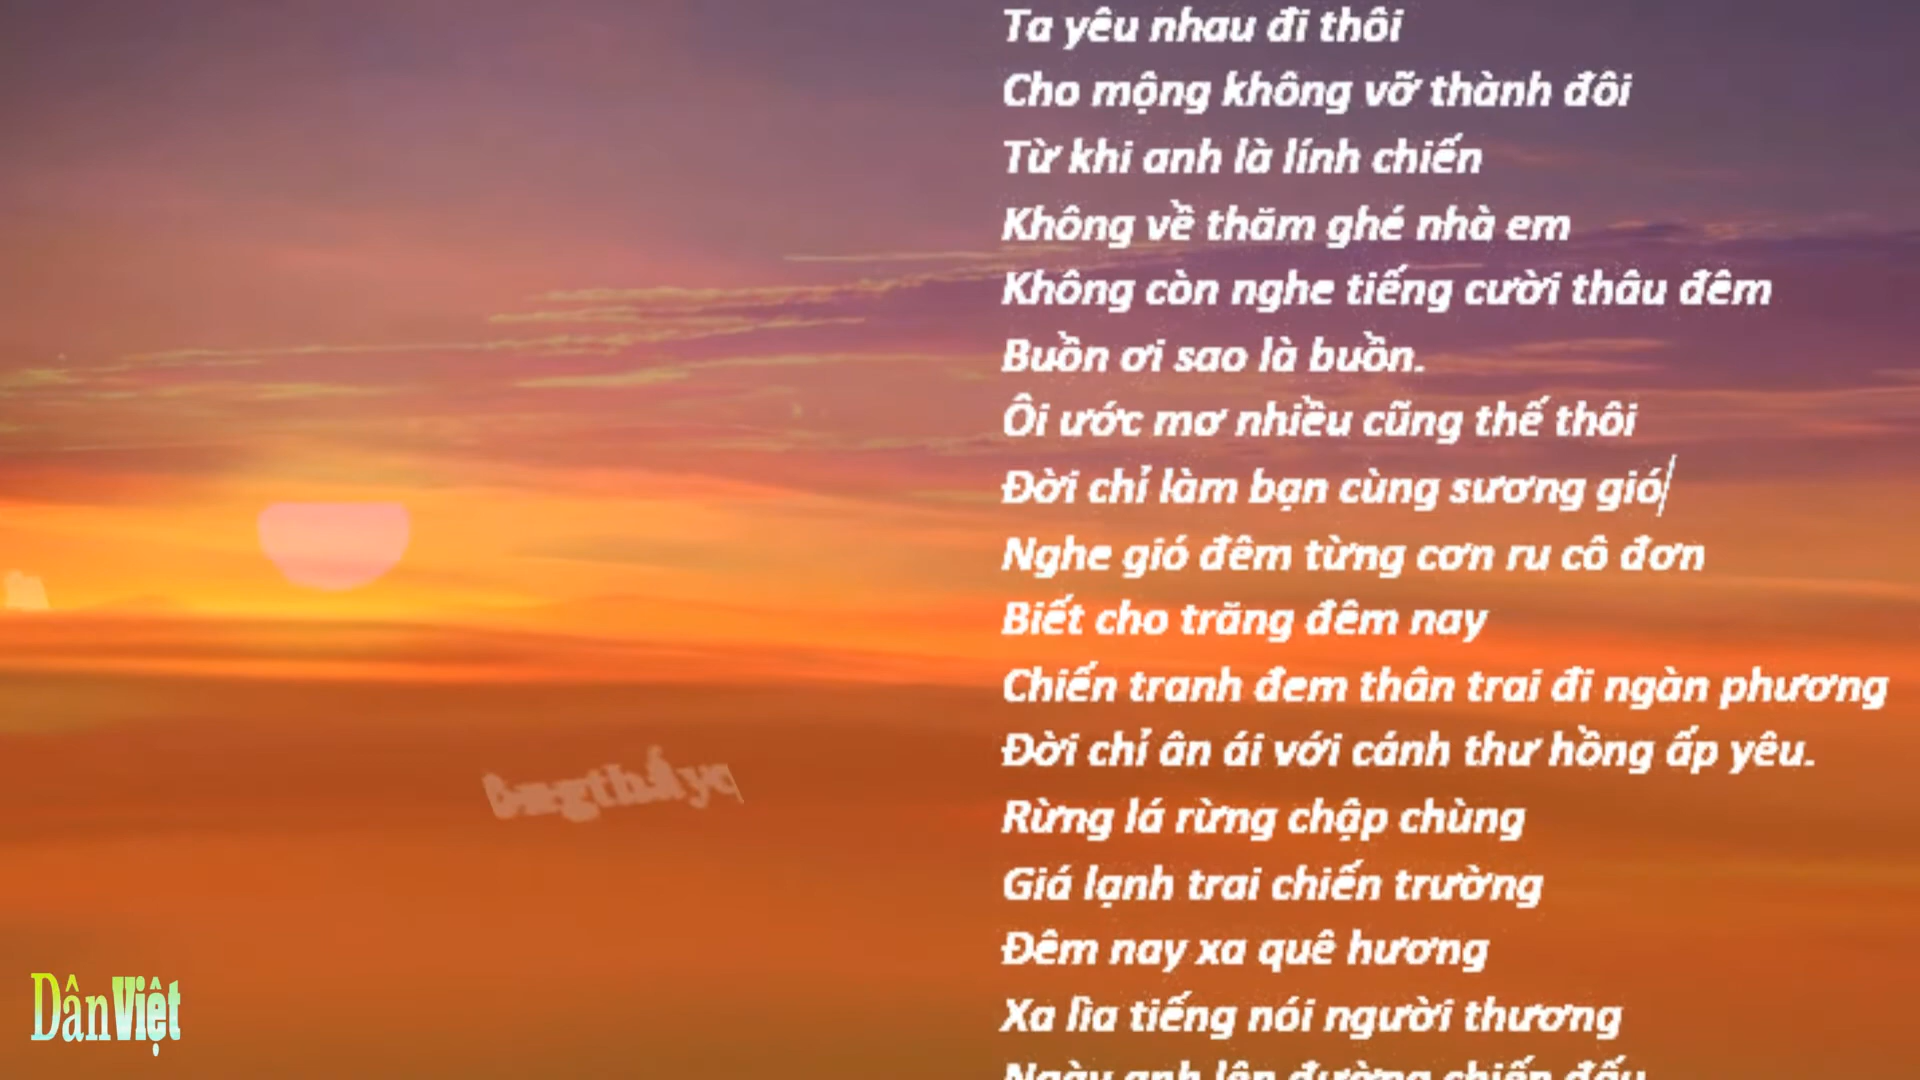 Ta yêu nhau đi thôi
Cho mộng không vỡ thành đôi
Từ khi anh là lính chiến
Không về thăm ghé nhà em
Không còn nghe tiếng cười thâu đêm
Buồn ơi sao là buồn.
Ôi ước mơ nhiều cũng thế thôi
Đời chỉ làm bạn cùng sương gió
Nghe gió đêm từng cơn ru cô đơn
Biết cho trăng đêm nay
Chiến tranh đem thân trai đi ngàn phương
Đời chỉ ân ái với cánh thư hồng ấp yêu.
Rừng lá rừng chập chùng
Giá lạnh trai chiến trường
Đêm nay xa quê hương
Xa lìa tiếng nói người thương
Ngày anh lên đường chiến đấu
DânViệt